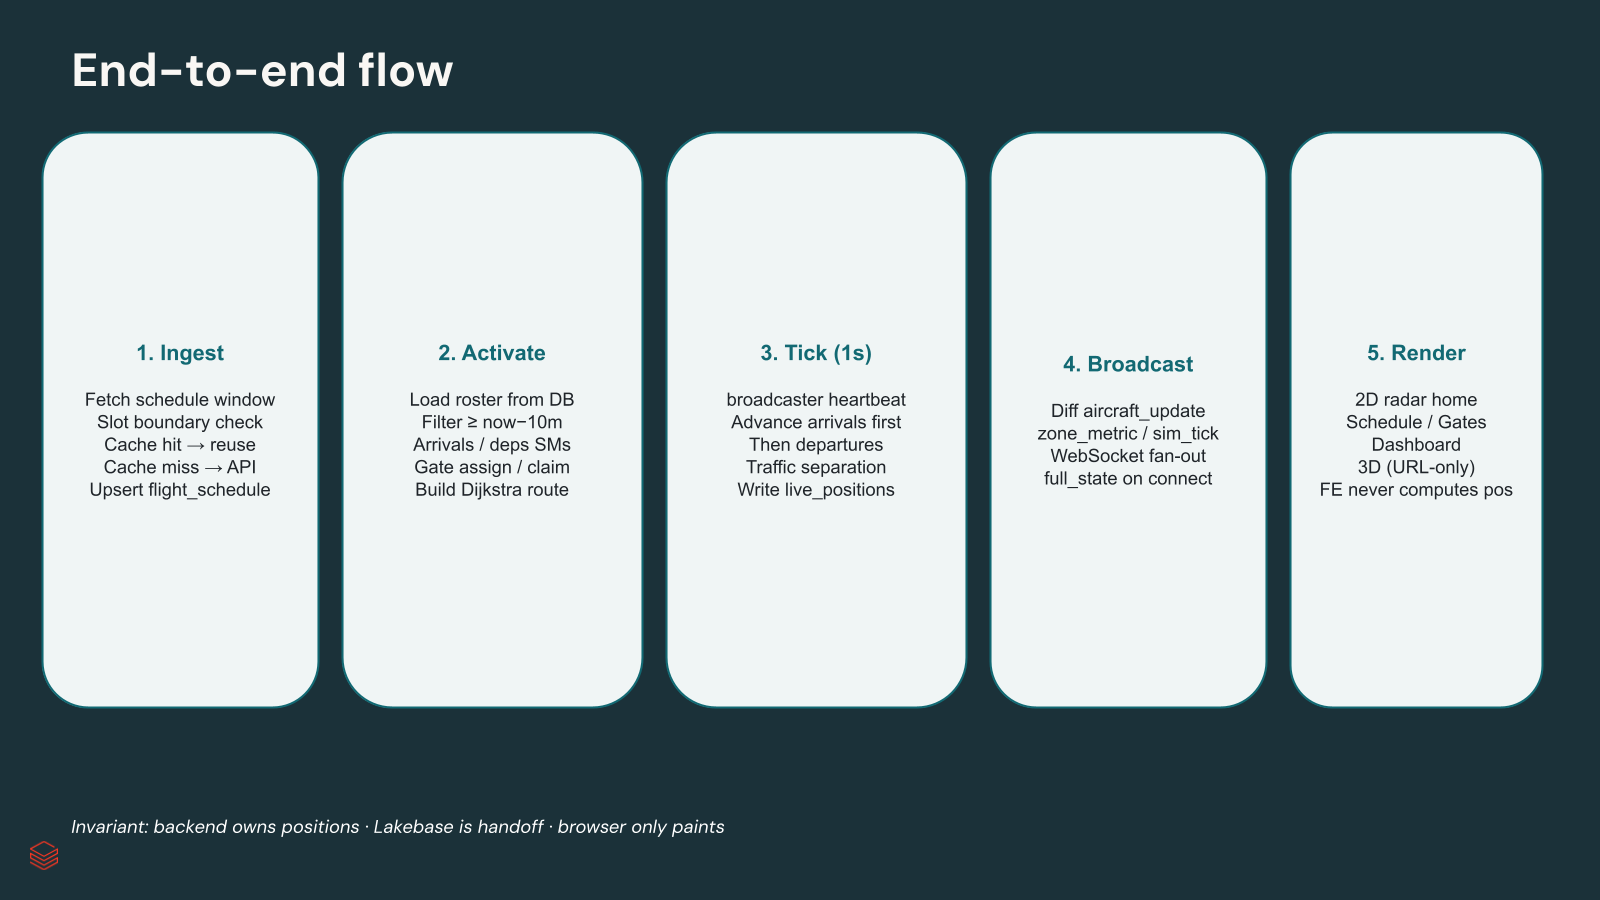 End-to-end flow
1. Ingest
Fetch schedule window
Slot boundary check
Cache hit → reuse
Cache miss → API
Upsert flight_schedule
2. Activate
Load roster from DB
Filter ≥ now−10m
Arrivals / deps SMs
Gate assign / claim
Build Dijkstra route
3. Tick (1s)
broadcaster heartbeat
Advance arrivals first
Then departures
Traffic separation
Write live_positions
4. Broadcast
Diff aircraft_update
zone_metric / sim_tick
WebSocket fan-out
full_state on connect
5. Render
2D radar home
Schedule / Gates
Dashboard
3D (URL-only)
FE never computes pos
Invariant: backend owns positions · Lakebase is handoff · browser only paints